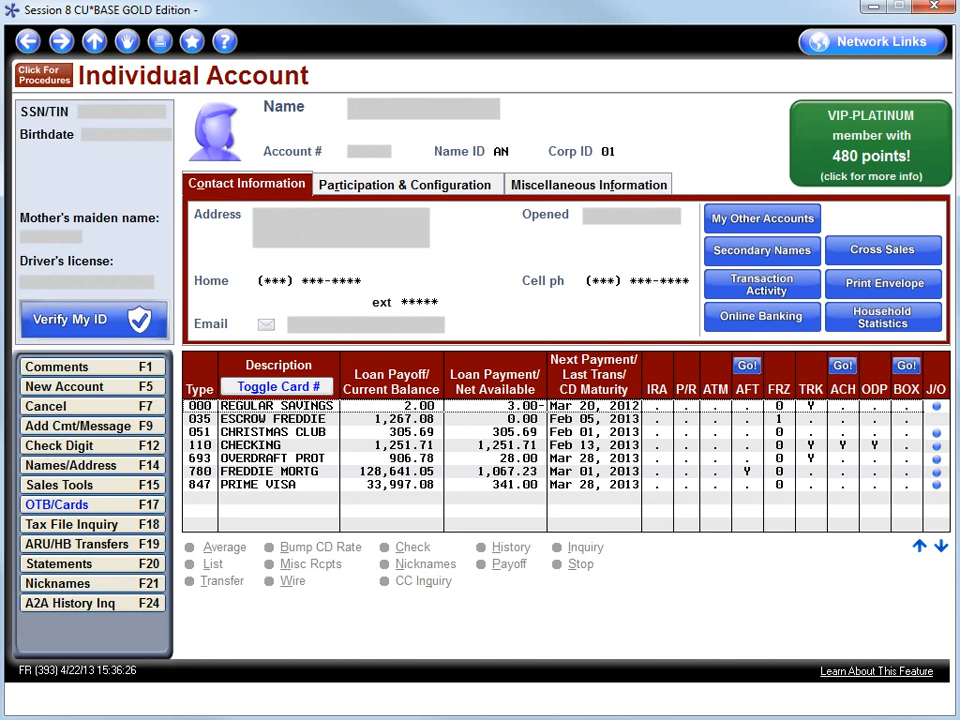 Session 8 CU*BASE GOLD Edition -
Network Links
Click For Procedures
Individual Account
SSN/TIN
Birthdate
Mother's maiden name:
Driver's license:
Verify My ID
Name
Account #
Name ID AN
Corp ID 01
VIP-PLATINUM
member with
480 points!
(click for more info)
Contact Information
Participation & Configuration
Miscellaneous Information
Address
Opened
Home (***) ***-****
ext *****
Cell ph (***) ***-****
Email
My Other Accounts
Secondary Names
Cross Sales
Transaction Activity
Print Envelope
Online Banking
Household Statistics
Comments F1
New Account F5
Cancel F7
Add Cmt/Message F9
Check Digit F12
Names/Address F14
Sales Tools F15
OTB/Cards F17
Tax File Inquiry F18
ARU/HB Transfers F19
Statements F20
Nicknames F21
A2A History Inq F24
Type
Description
Toggle Card #
Loan Payoff/ Current Balance
Loan Payment/ Net Available
Next Payment/ Last Trans/ CD Maturity
IRA P/R ATM AFT FRZ TRK ACH ODP BOX J/O
Go! Go! Go!
000 REGULAR SAVINGS 2.00 3.00- Mar 20, 2012 . . . . 0 Y . . .
035 ESCROW FREDDIE 1,267.08 0.00 Feb 05, 2013 . . . . 1 . . . .
051 CHRISTMAS CLUB 305.69 305.69 Feb 01, 2013 . . . . 0 . . . .
110 CHECKING 1,251.71 1,251.71 Feb 13, 2013 . . . . 0 Y Y Y .
693 OVERDRAFT PROT 906.78 28.00 Mar 28, 2013 . . . . 0 Y . . .
780 FREDDIE MORTG 128,641.05 1,067.23 Mar 01, 2013 . . . Y 0 . . . .
847 PRIME VISA 33,997.08 341.00 Mar 28, 2013 . . . . 0 . . . .
Average Bump CD Rate Check History Inquiry
List Misc Rcpts Nicknames Payoff Stop
Transfer Wire CC Inquiry
FR (393) 4/22/13 15:36:26
Learn About This Feature